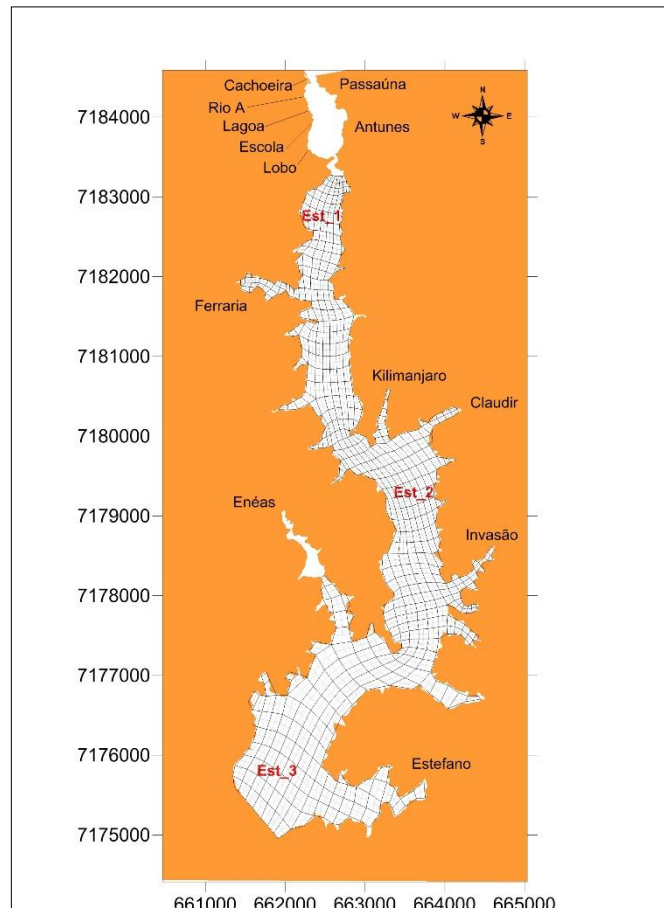 Cachoeira
Passaúna
Rio A
Lagoa
Antunes
Escola
Lobo
N
W
E
S
7184000
7183000
Est_1
7182000
Ferraria
7181000
Kilimanjaro
Claudir
7180000
Est_2
Enéas
7179000
Invasão
7178000
7177000
7176000
Est_3
Estefano
7175000
661000 662000 663000 664000 665000